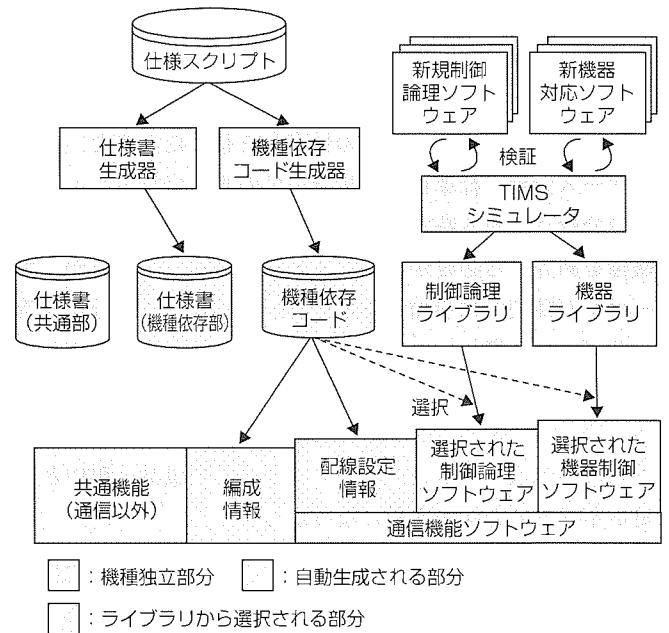 仕様スクリプト
新規制御
論理ソフト
ウェア
新機器
対応ソフト
ウェア
仕様書
生成器
機種依存
コード生成器
検証
TIMS
シミュレータ
仕様書
(共通部)
仕様書
(機種依存部)
機種依存
コード
制御論理
ライブラリ
機器
ライブラリ
選択
共通機能
(通信以外)
編成
情報
配線設定
情報
選択された
制御論理
ソフトウェア
選択された
機器制御
ソフトウェア
通信機能ソフトウェア
：機種独立部分
：自動生成される部分
：ライブラリから選択される部分